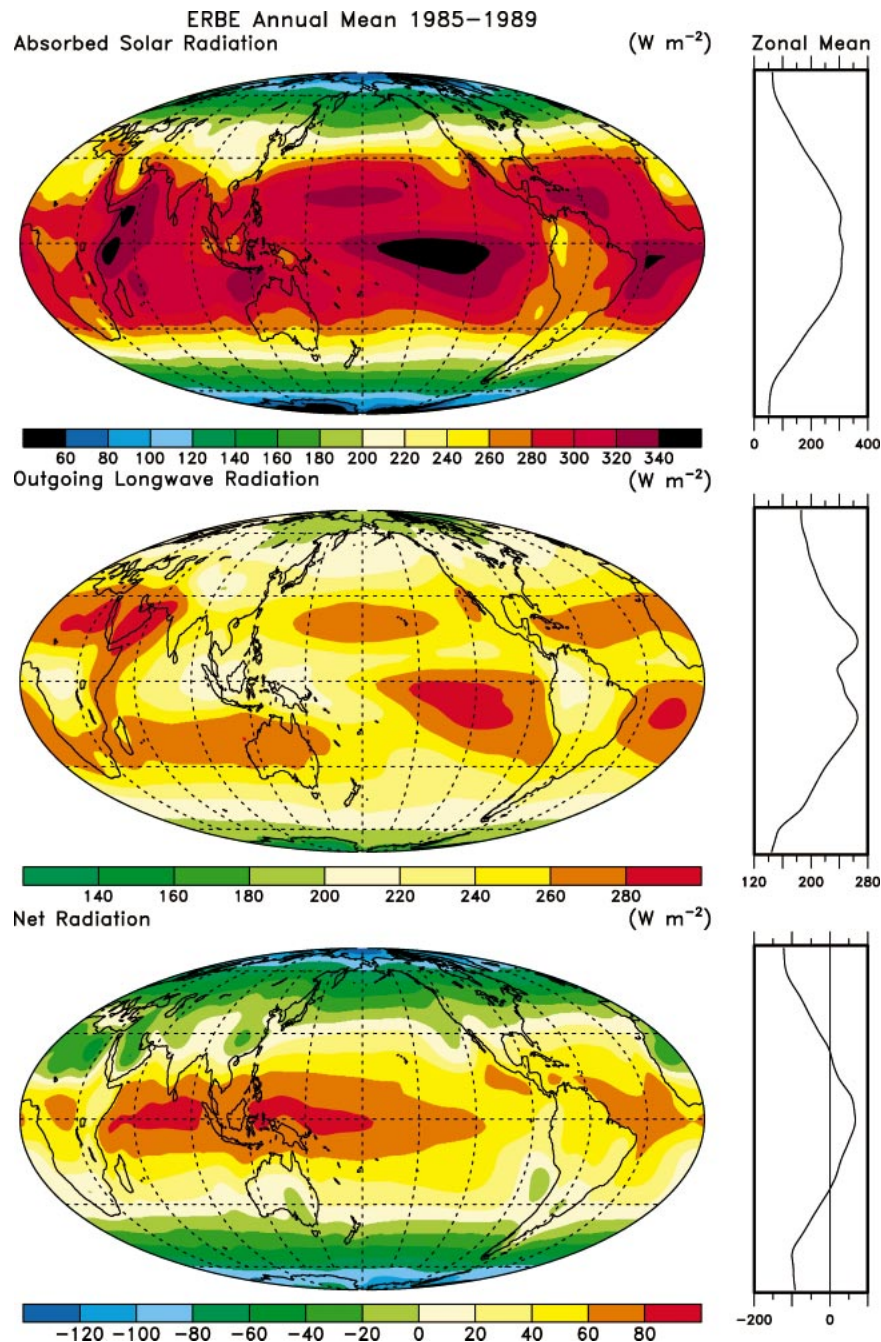 ERBE Annual Mean 1985–1989
Absorbed Solar Radiation (W m⁻²) Zonal Mean
60 80 100 120 140 160 180 200 220 240 260 280 300 320 340
0 200 400
Outgoing Longwave Radiation (W m⁻²)
140 160 180 200 220 240 260 280
120 200 280
Net Radiation (W m⁻²)
−120 −100 −80 −60 −40 −20 0 20 40 60 80
−200 0